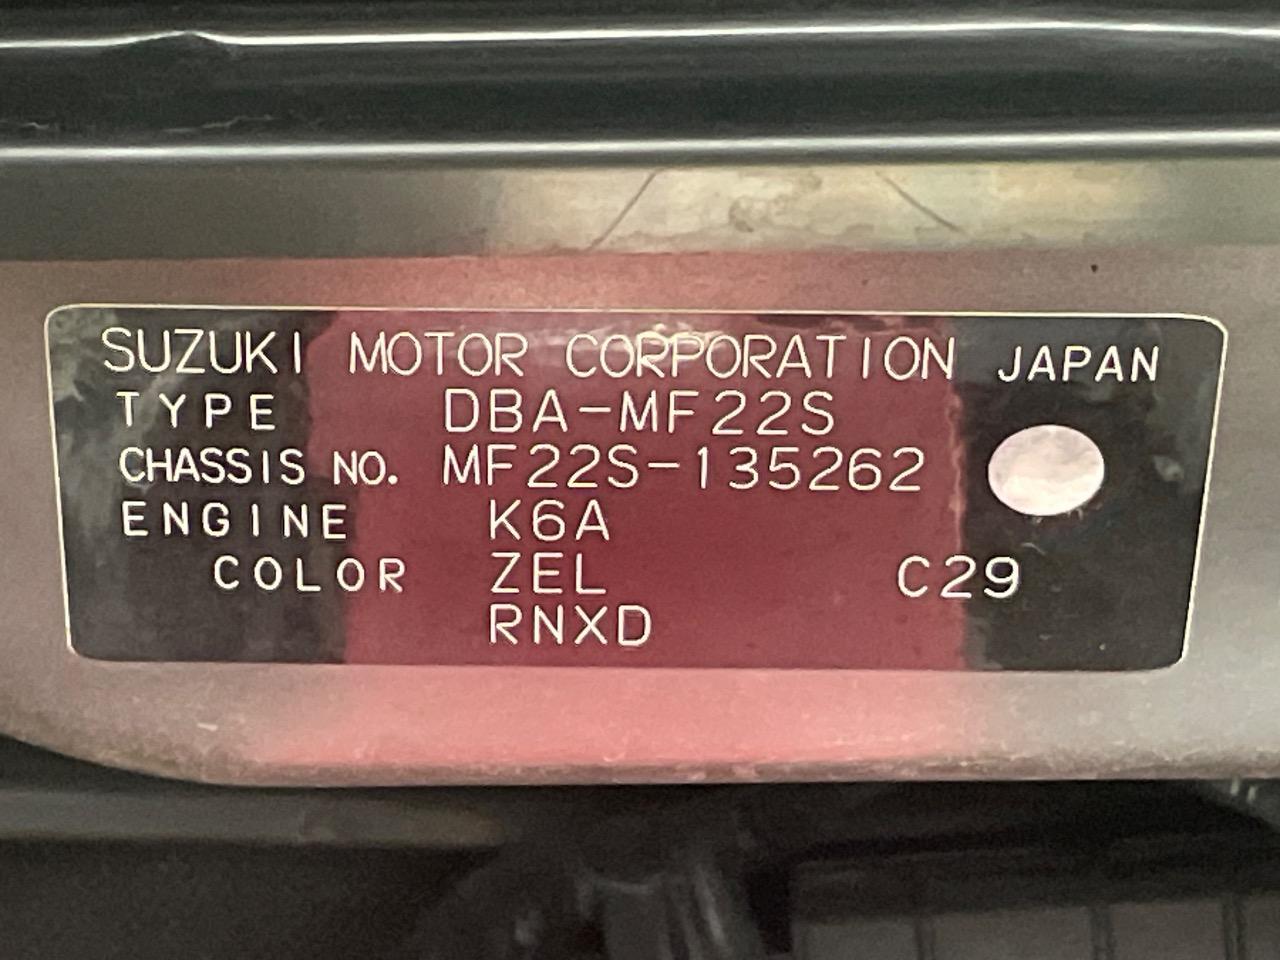 SUZUKI MOTOR CORPORATION JAPAN
TYPE DBA-MF22S
CHASSIS NO. MF22S-135262
ENGINE K6A
COLOR ZEL C29
RNXD